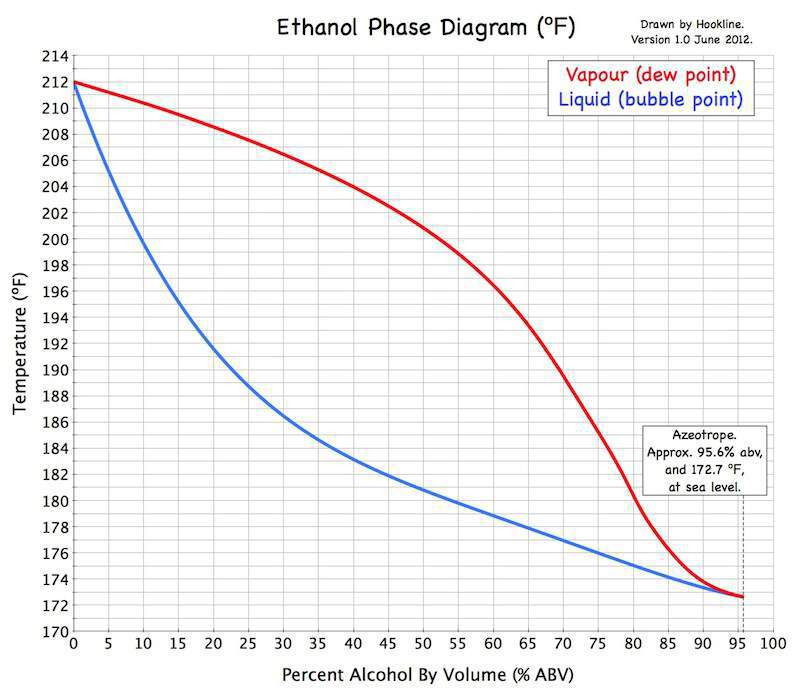 Ethanol Phase Diagram (°F)
Drawn by Hookline.
Version 1.0 June 2012.
Vapour (dew point)
Liquid (bubble point)
Temperature (°F)
214
212
210
208
206
204
202
200
198
196
194
192
190
188
186
184
182
180
178
176
174
172
170
Azeotrope.
Approx. 95.6% abv,
and 172.7 °F,
at sea level.
0 5 10 15 20 25 30 35 40 45 50 55 60 65 70 75 80 85 90 95 100
Percent Alcohol By Volume (% ABV)